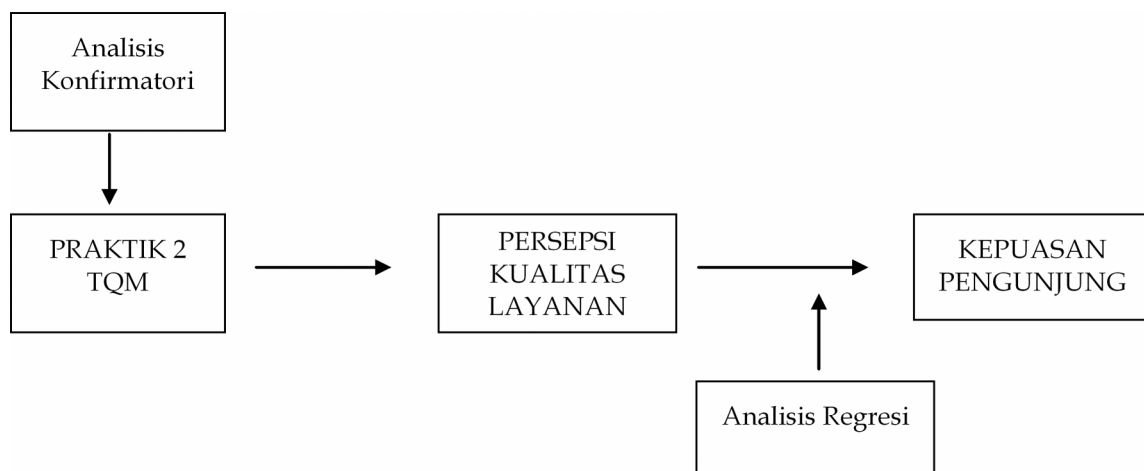 Analisis
Konfirmatori
PRAKTIK 2
TQM
PERSEPSI
KUALITAS
LAYANAN
KEPUASAN
PENGUNJUNG
Analisis Regresi